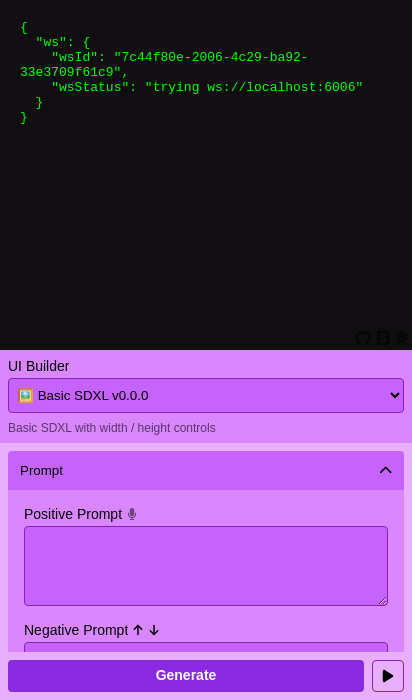 {
  "ws": {
    "wsId": "7c44f80e-2006-4c29-ba92-
33e3709f61c9",
    "wsStatus": "trying ws://localhost:6006"
  }
}
UI Builder
🖼️ Basic SDXL v0.0.0
Basic SDXL with width / height controls
Prompt
Positive Prompt
Negative Prompt
Generate